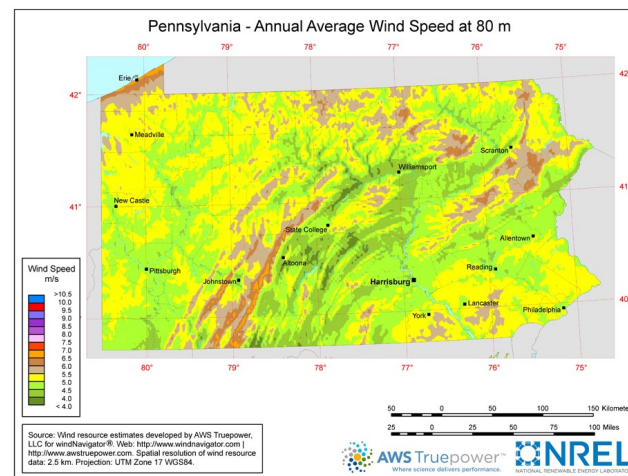 Pennsylvania - Annual Average Wind Speed at 80 m
80° 79° 78° 77° 76° 75°
Erie
42° 42
Meadville
Scranton
Williamsport
New Castle
41° 41
State College
Allentown
Altoona
Pittsburgh
Reading
Johnstown
Harrisburg
Lancaster
Philadelphia
40
York
80° 79° 78° 77° 76° 75°
Wind Speed
m/s
>10.5
10.0
9.5
9.0
8.5
8.0
7.5
7.0
6.5
6.0
5.5
5.0
4.5
4.0
< 4.0
50 0 50 100 150 Kilomete
25 0 25 50 100 Miles
Source: Wind resource estimates developed by AWS Truepower,
LLC for windNavigator®. Web: http://www.windnavigator.com |
http://www.awstruepower.com. Spatial resolution of wind resource
data: 2.5 km. Projection: UTM Zone 17 WGS84.
AWS Truepower™
Where science delivers performance.
NREL
NATIONAL RENEWABLE ENERGY LABORAT